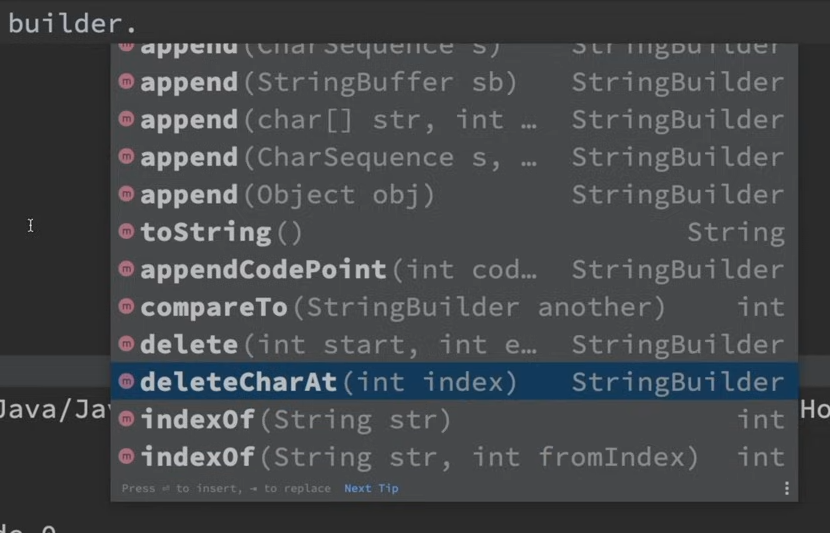 builder.
append(CharSequence s) StringBuilder
append(StringBuffer sb) StringBuilder
append(char[] str, int … StringBuilder
append(CharSequence s, … StringBuilder
append(Object obj) StringBuilder
toString() String
appendCodePoint(int cod… StringBuilder
compareTo(StringBuilder another) int
delete(int start, int e… StringBuilder
deleteCharAt(int index) StringBuilder
Java/Jav
Ho
indexOf(String str) int
indexOf(String str, int fromIndex) int
Press ⏎ to insert, → to replace Next Tip